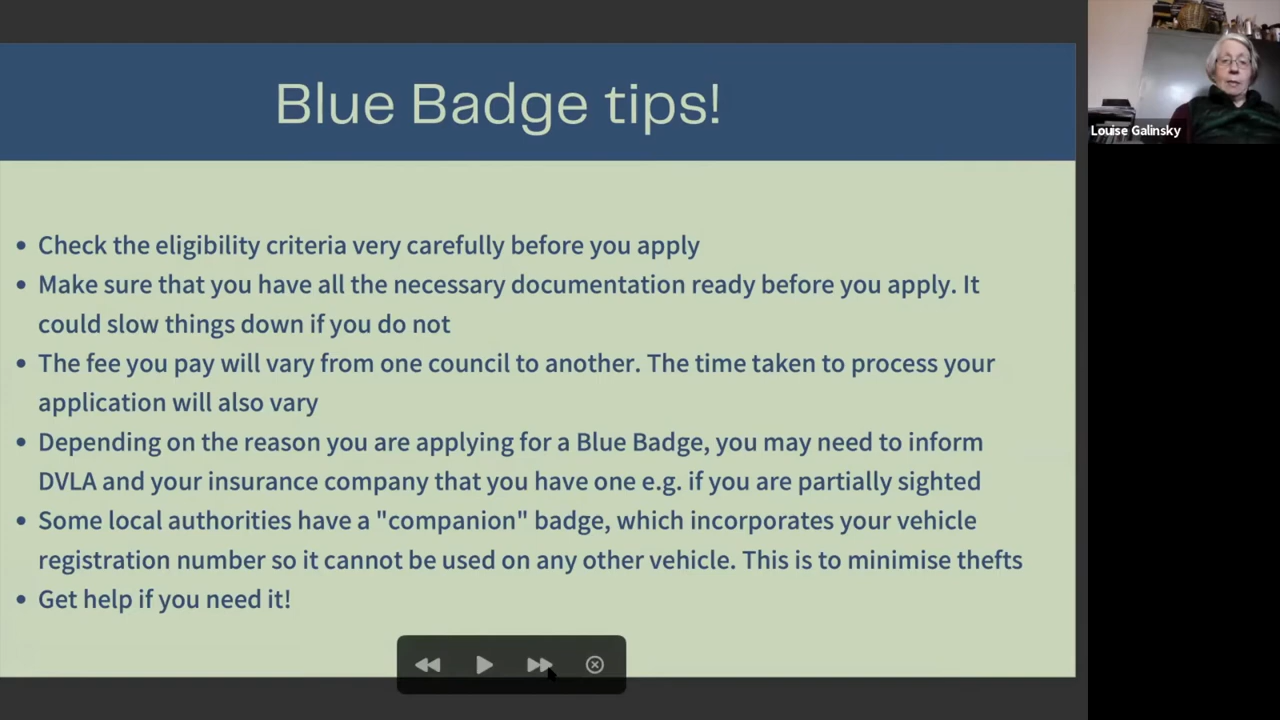 Blue Badge tips!
Louise Galinsky
• Check the eligibility criteria very carefully before you apply
• Make sure that you have all the necessary documentation ready before you apply. It
could slow things down if you do not
• The fee you pay will vary from one council to another. The time taken to process your
application will also vary
• Depending on the reason you are applying for a Blue Badge, you may need to inform
DVLA and your insurance company that you have one e.g. if you are partially sighted
• Some local authorities have a "companion" badge, which incorporates your vehicle
registration number so it cannot be used on any other vehicle. This is to minimise thefts
• Get help if you need it!